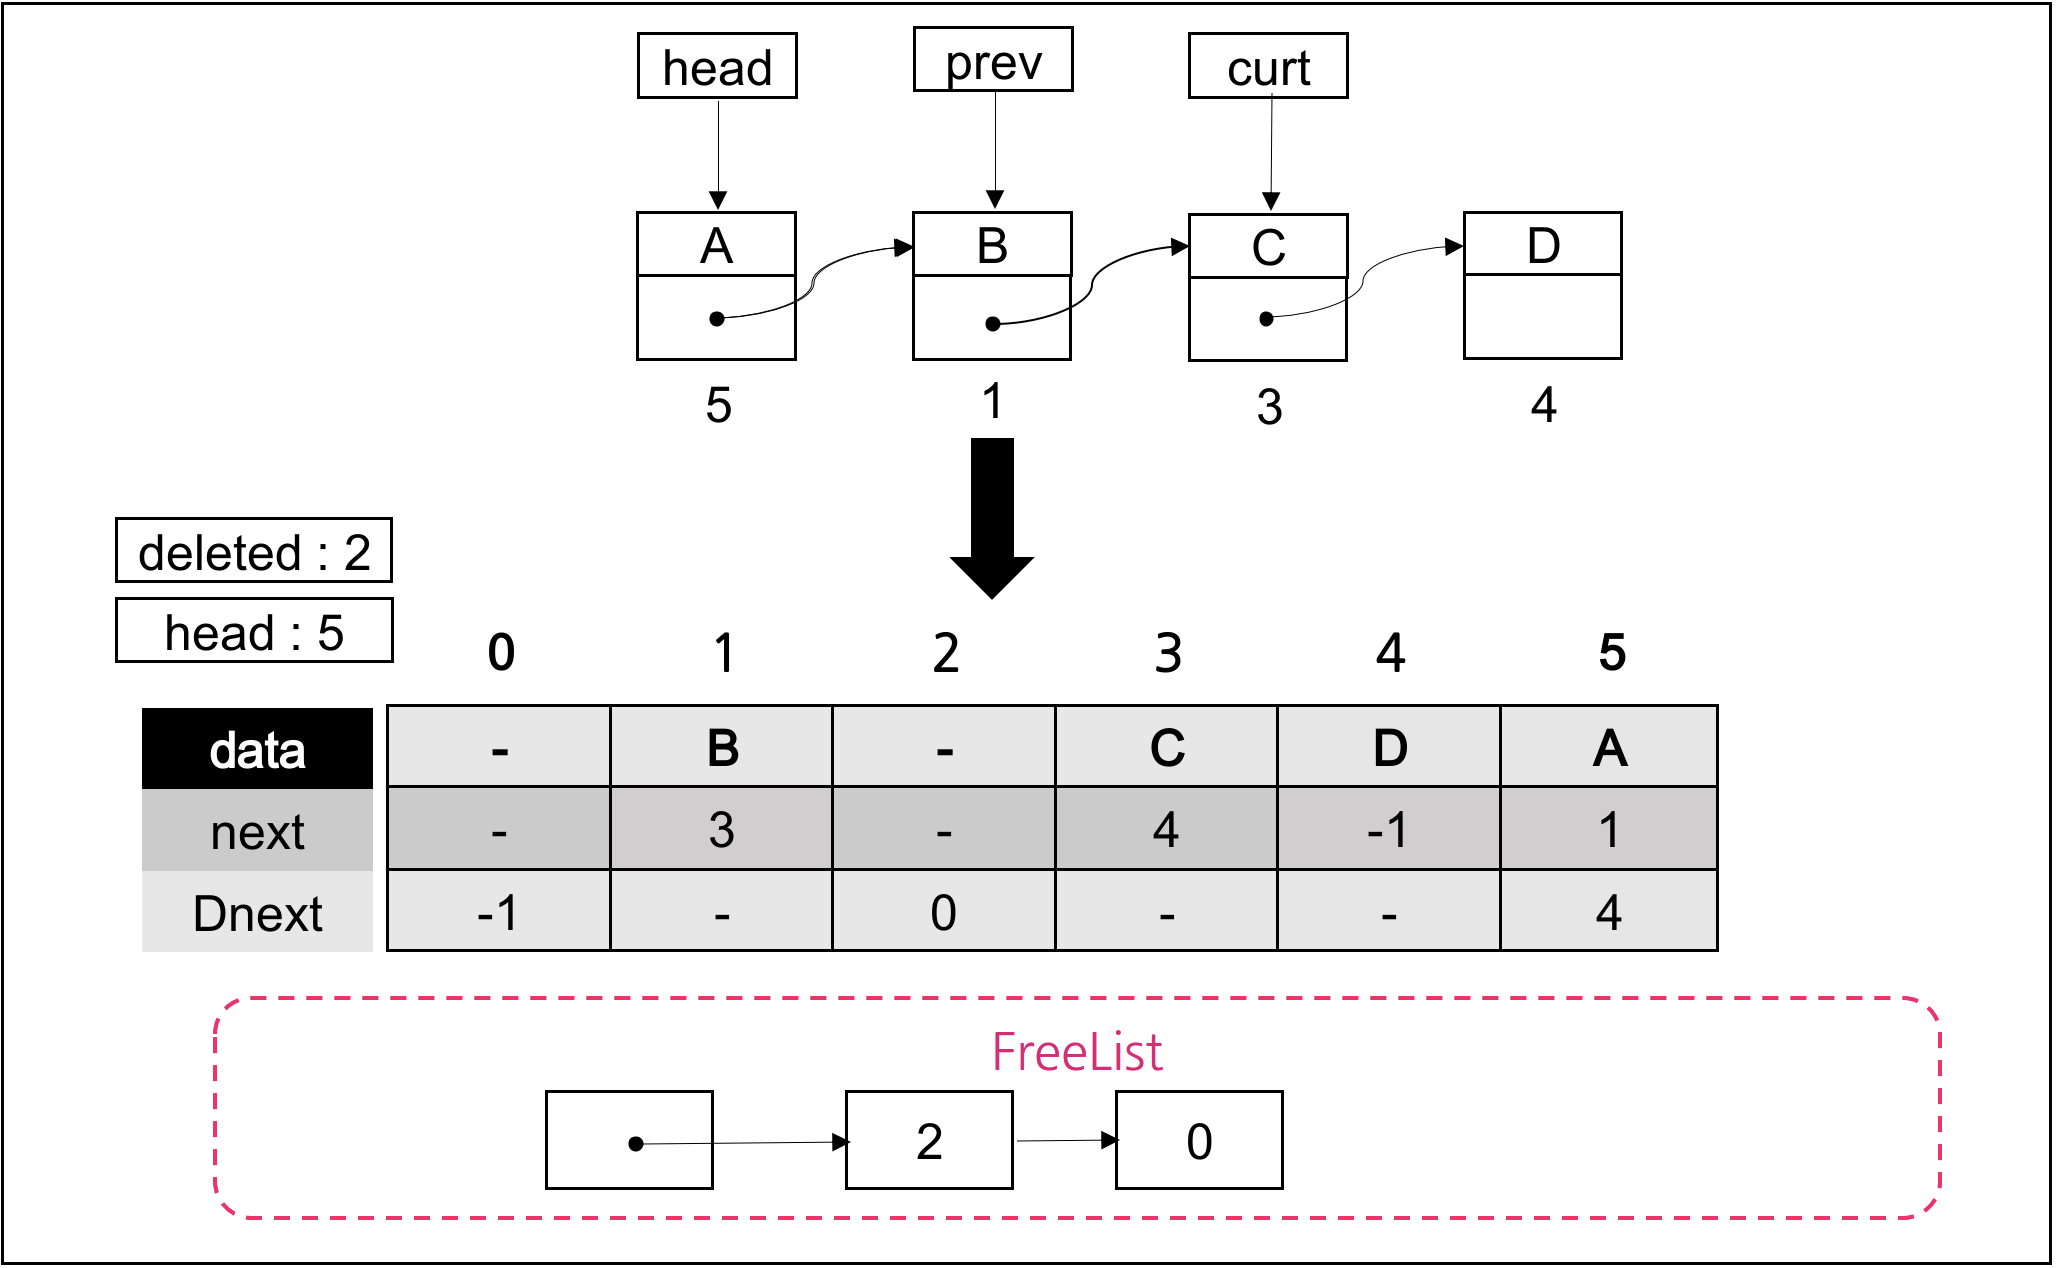 head prev curt
A B C D
5 1 3 4
deleted : 2
head : 5
0 1 2 3 4 5
data - B - C D A
next - 3 - 4 -1 1
Dnext -1 - 0 - - 4
FreeList
2 0